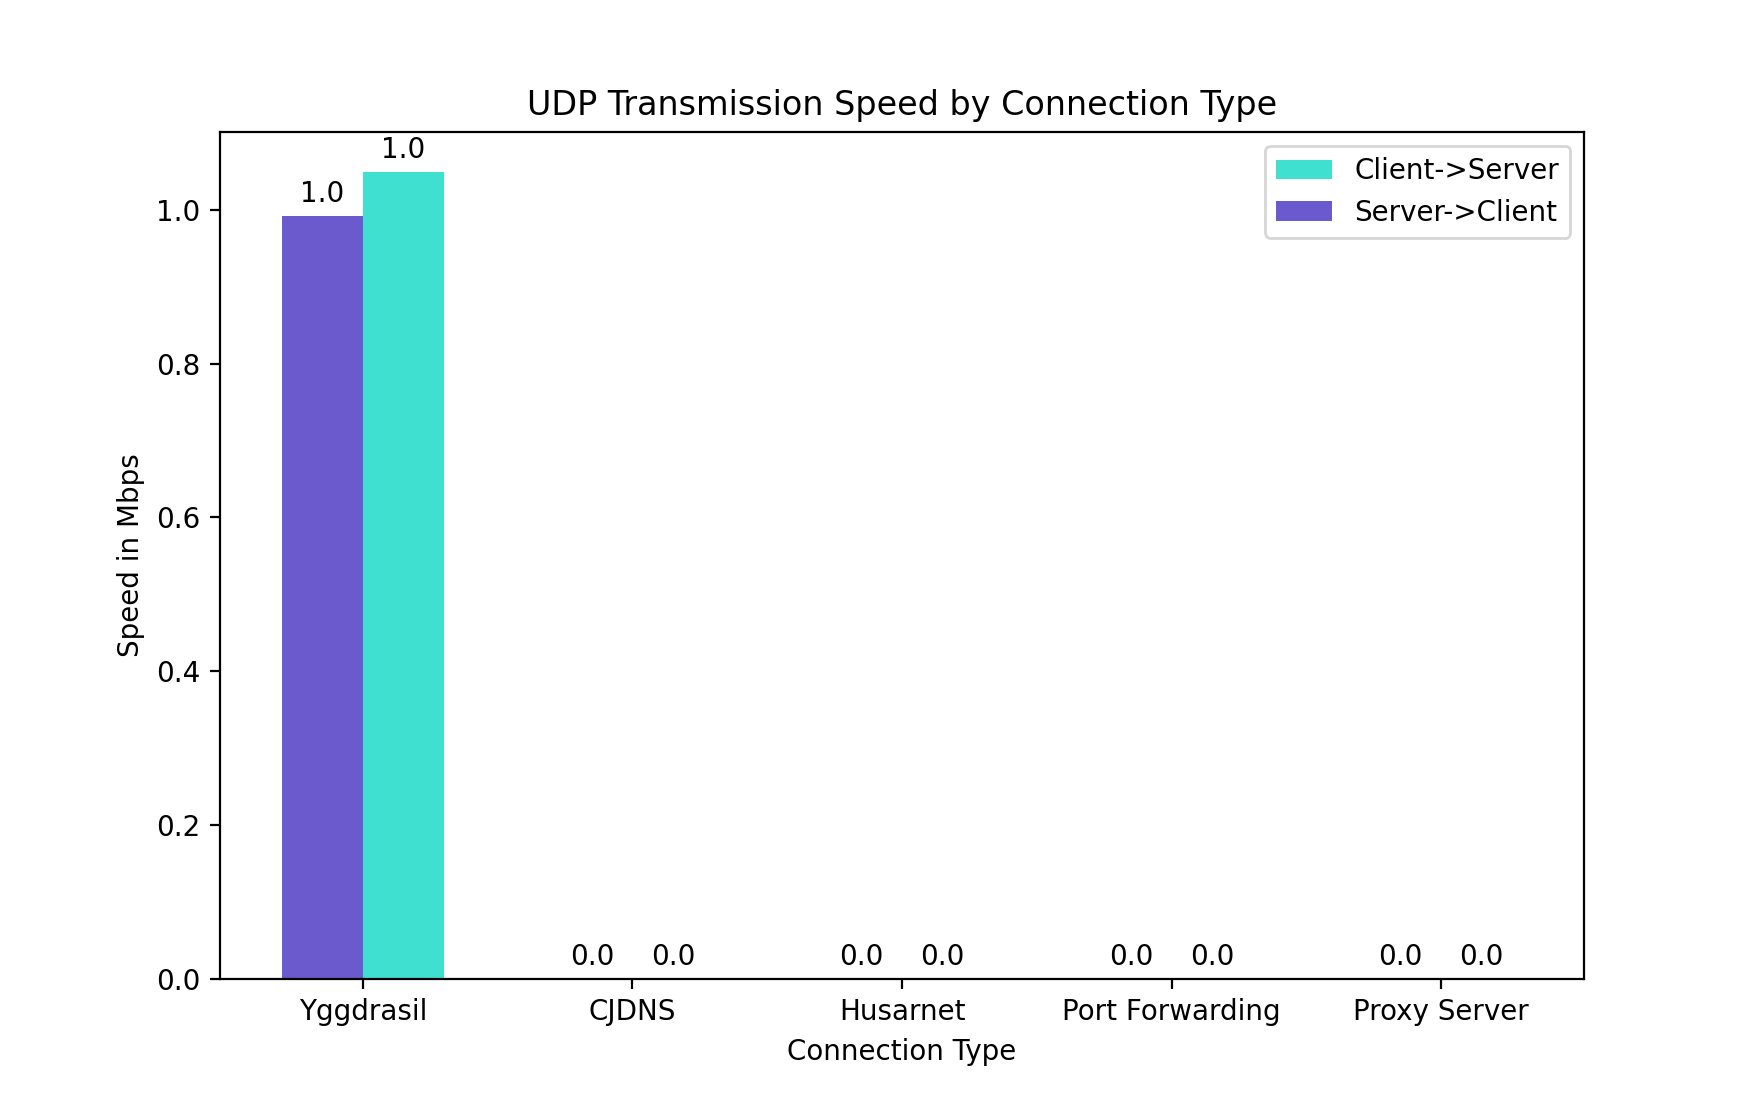 UDP Transmission Speed by Connection Type
1.0
1.0
Client->Server
Server->Client
1.0
0.8
0.6
0.4
0.2
0.0
Speed in Mbps
0.0 0.0 0.0 0.0 0.0 0.0 0.0 0.0
Yggdrasil CJDNS Husarnet Port Forwarding Proxy Server
Connection Type